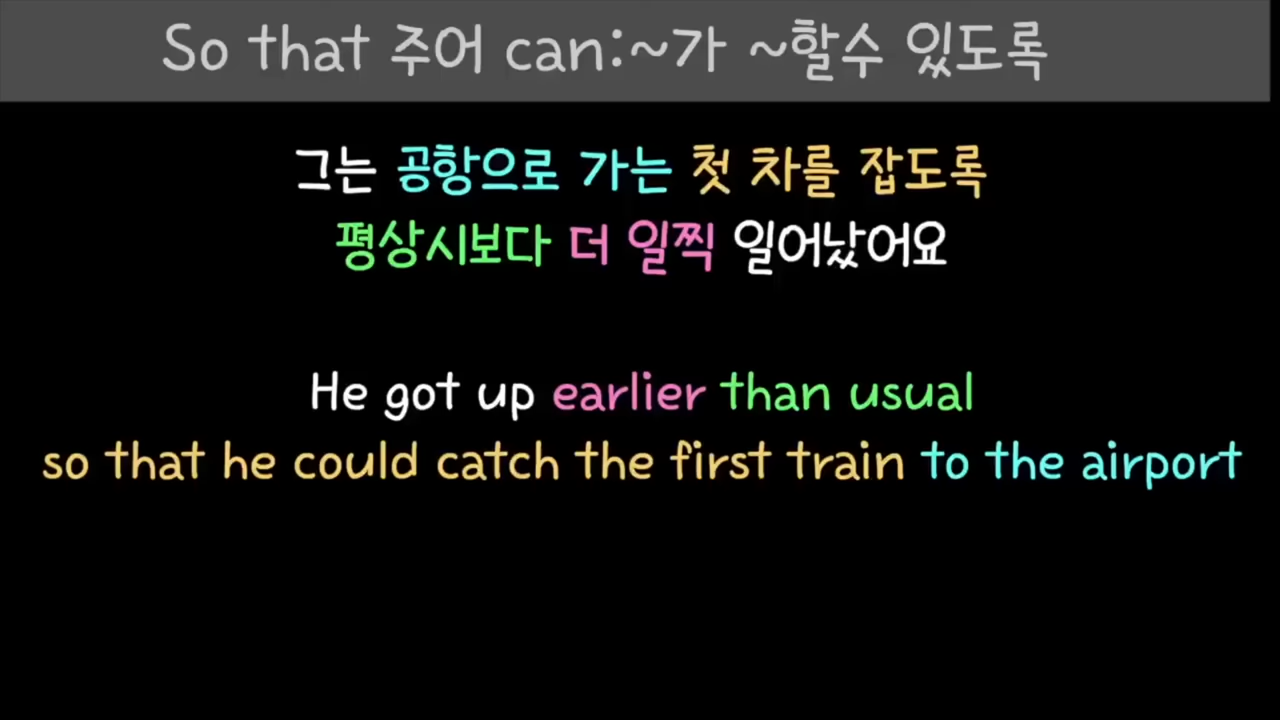 So that 주어 can:~가 ~할수 있도록
그는 공항으로 가는 첫 차를 잡도록
평상시보다 더 일찍 일어났어요
He got up earlier than usual
so that he could catch the first train to the airport